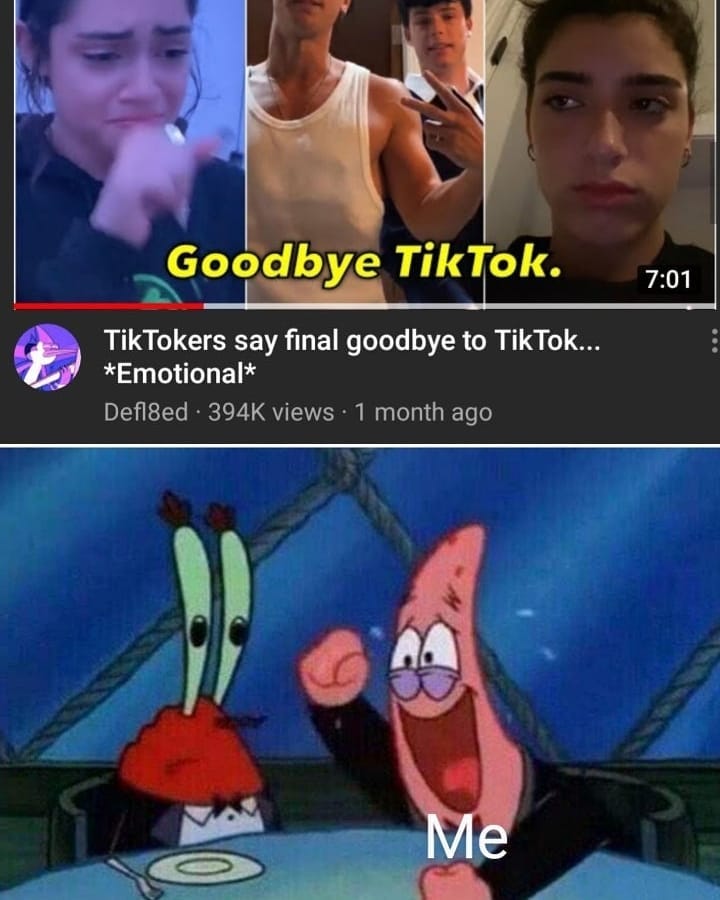 Goodbye TikTok.
7:01
TikTokers say final goodbye to TikTok...
*Emotional*
Defl8ed · 394K views · 1 month ago
Me